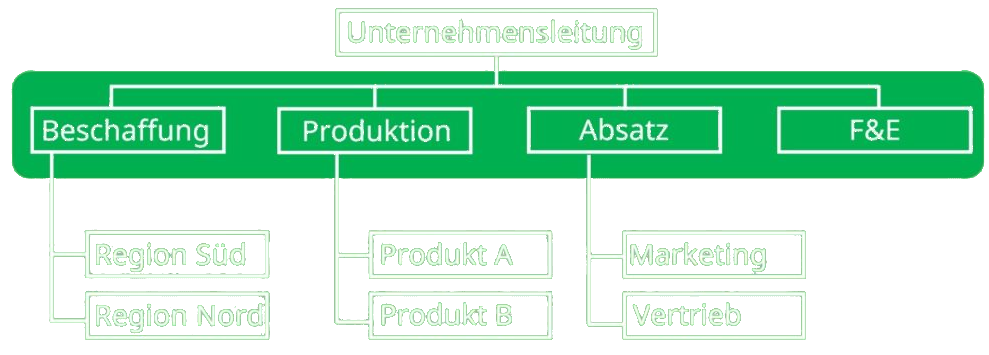 Unternehmensleitung
Beschaffung
Produktion
Absatz
F&E
Region Süd
Produkt A
Marketing
Region Nord
Produkt B
Vertrieb